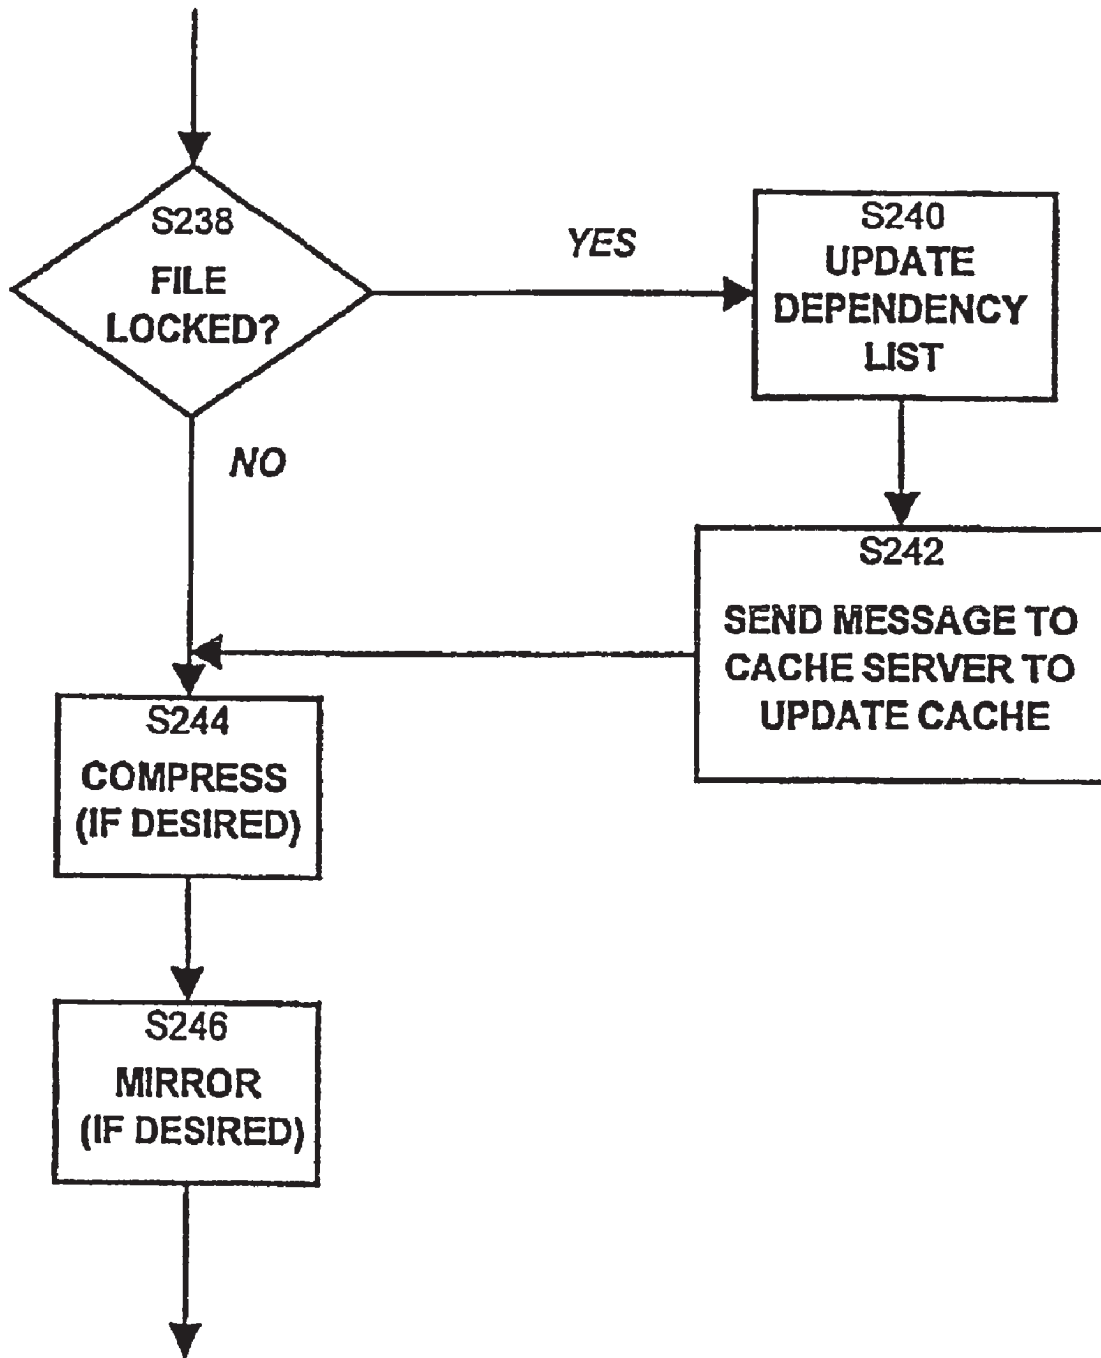 S238
FILE
LOCKED?
YES
S240
UPDATE
DEPENDENCY
LIST
NO
S242
SEND MESSAGE TO
CACHE SERVER TO
UPDATE CACHE
S244
COMPRESS
(IF DESIRED)
S246
MIRROR
(IF DESIRED)